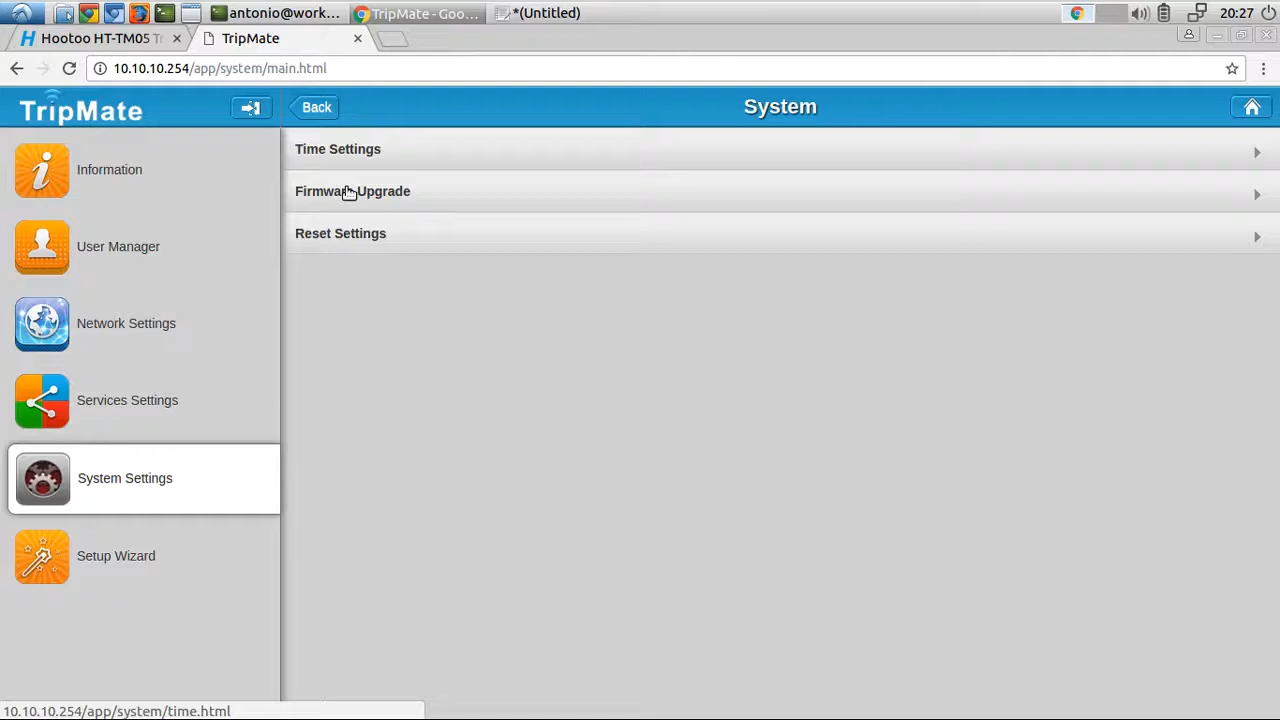 antonio@work...
TripMate - Goo...
*(Untitled)
20:27
Hootoo HT-TM05 Tr
TripMate
10.10.10.254/app/system/main.html
TripMate
Back
System
Information
User Manager
Network Settings
Services Settings
System Settings
Setup Wizard
Time Settings
Firmware Upgrade
Reset Settings
10.10.10.254/app/system/time.html